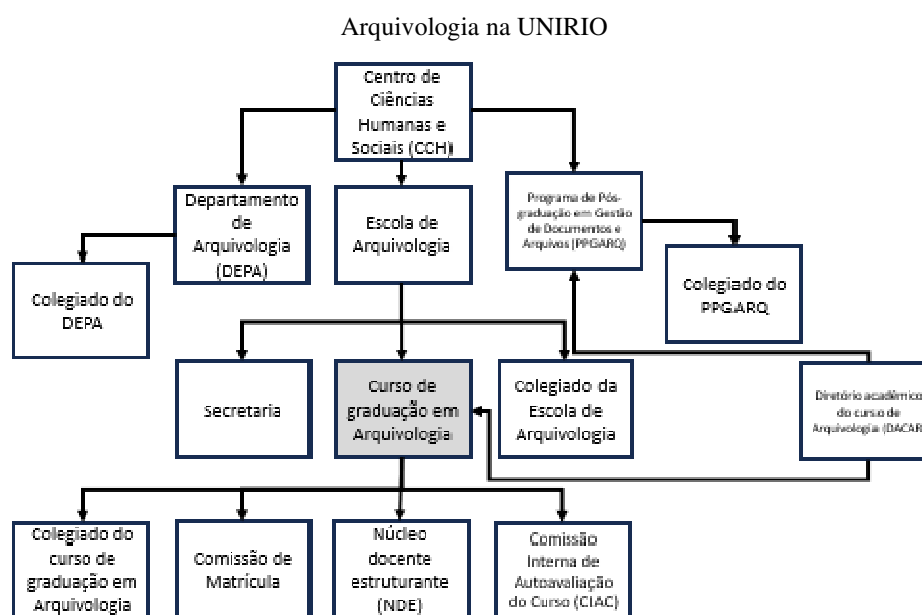 Arquivologia na UNIRIO
Centro de
Ciências
Humanas e
Sociais (CCH)
Departamento
de
Arquivologia
(DEPA)
Escola de
Arquivologia
Programa de Pós-
graduação em Gestão
de Documentos e
Arquivos (PPGARQ)
Colegiado do
DEPA
Colegiado do
PPGARQ
Secretaria
Curso de
graduação em
Arquivologia
Colegiado da
Escola de
Arquivologia
Diretório acadêmico
do curso de
Arquivologia (DACAR
Colegiado do
curso de
graduação em
Arquivologia
Comissão de
Matrícula
Núcleo
docente
estruturante
(NDE)
Comissão
Interna de
Autoavaliação
do Curso (CIAC)